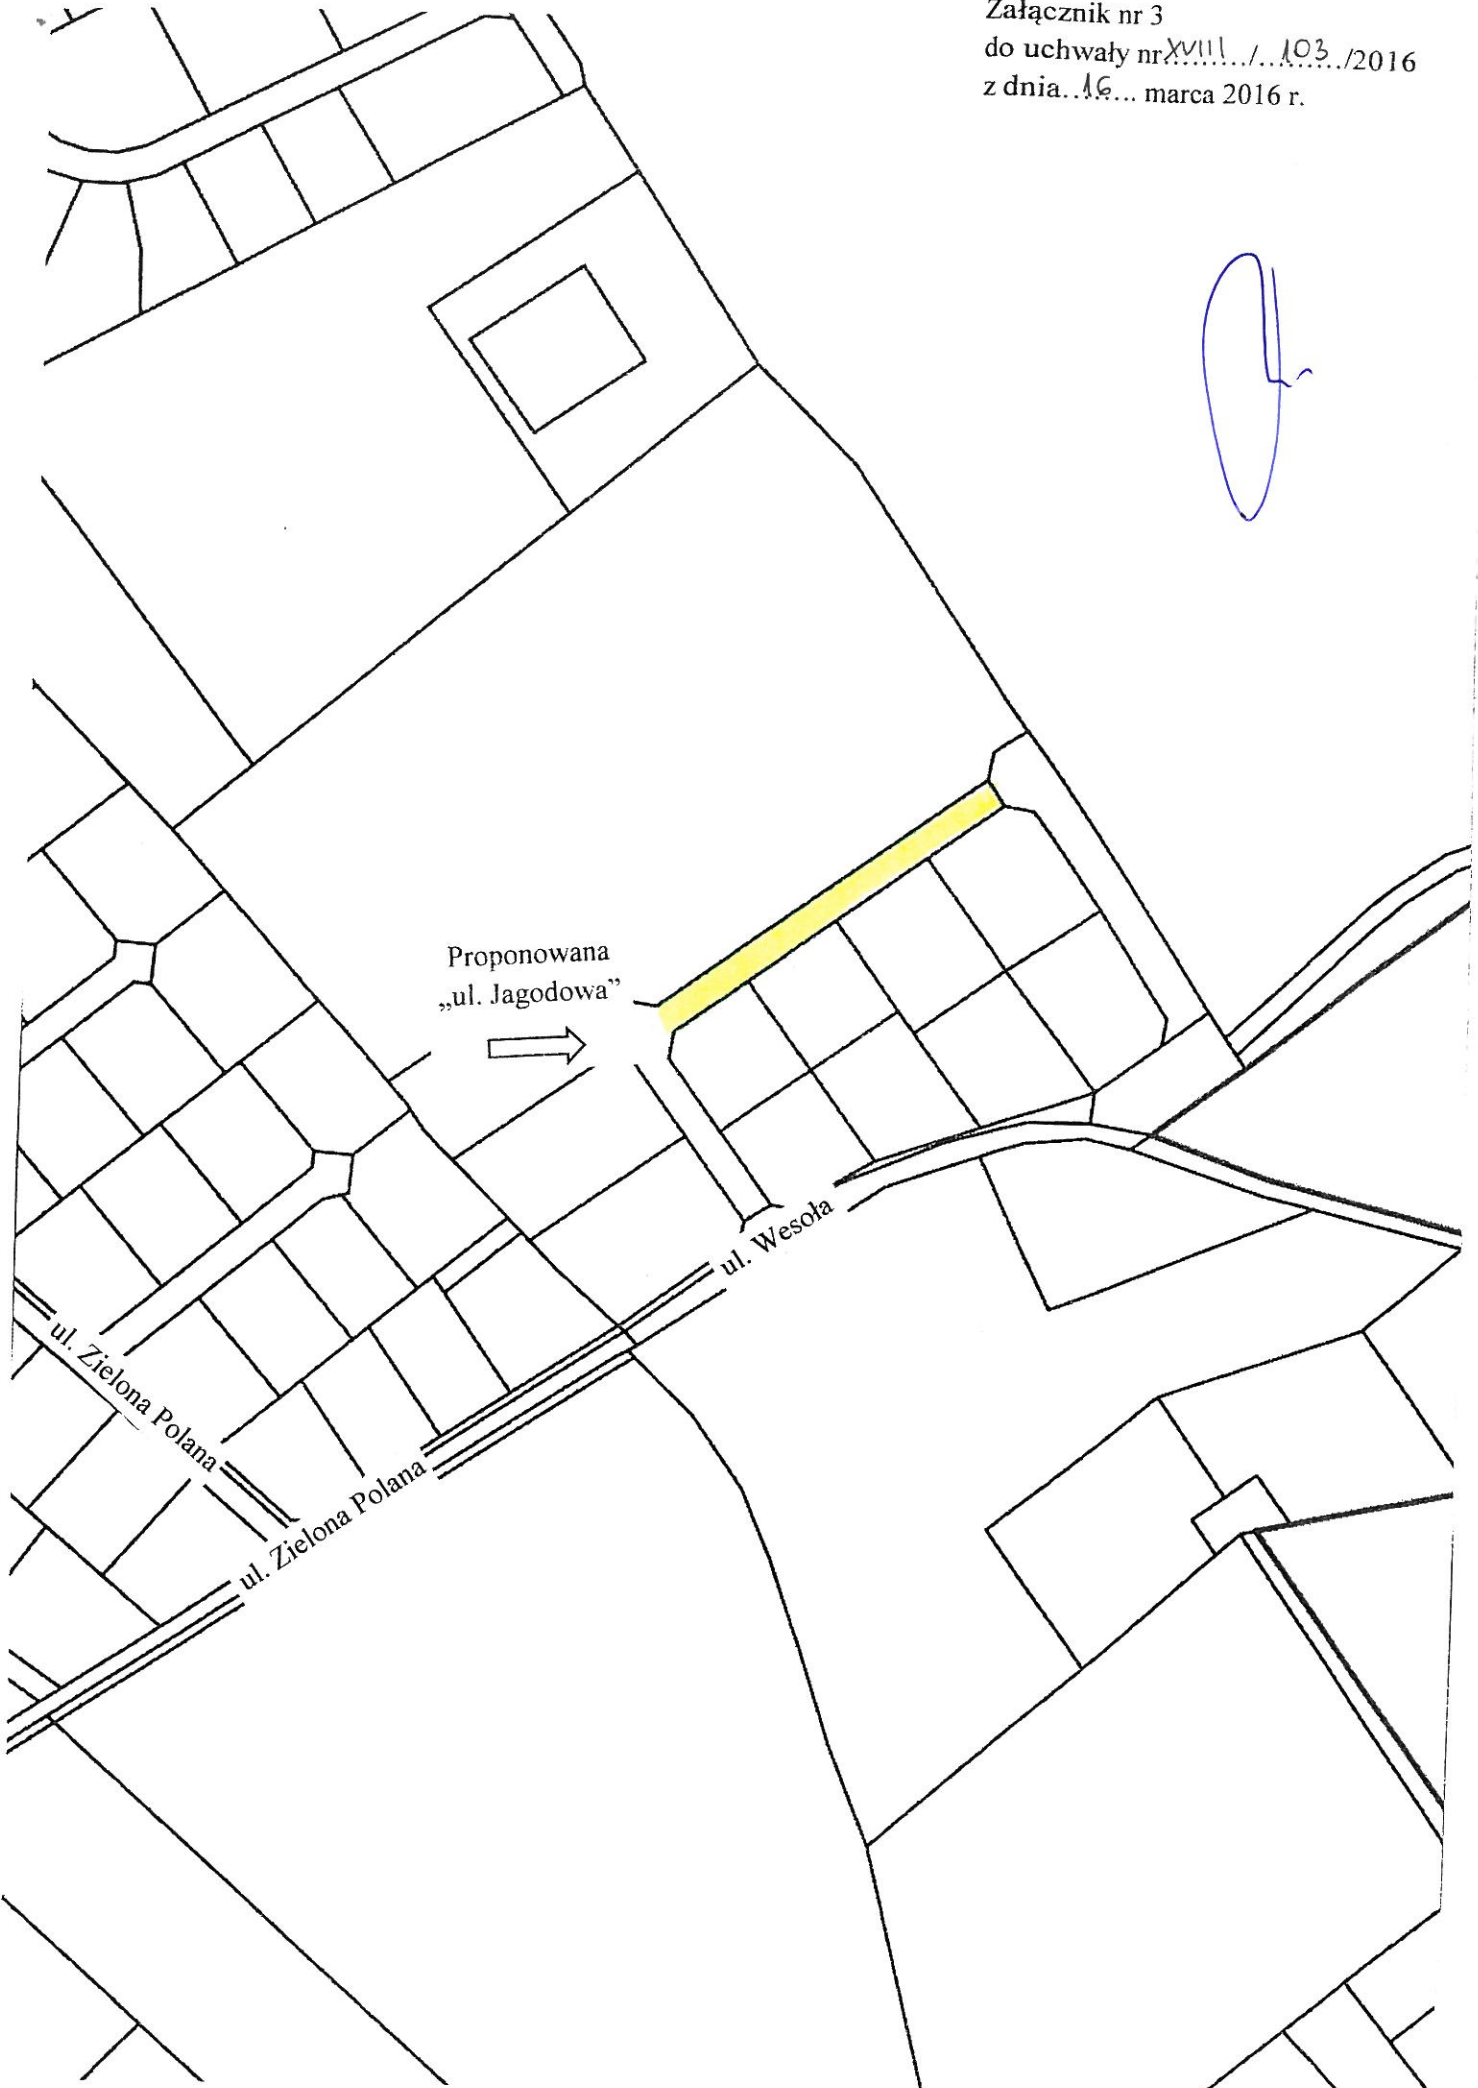 Załącznik nr 3
do uchwały nr XVIII........./...103..../2016
z dnia...16.... marca 2016 r.
Proponowana
„ul. Jagodowa”
ul. Wesoła
ul. Zielona Polana
ul. Zielona Polana